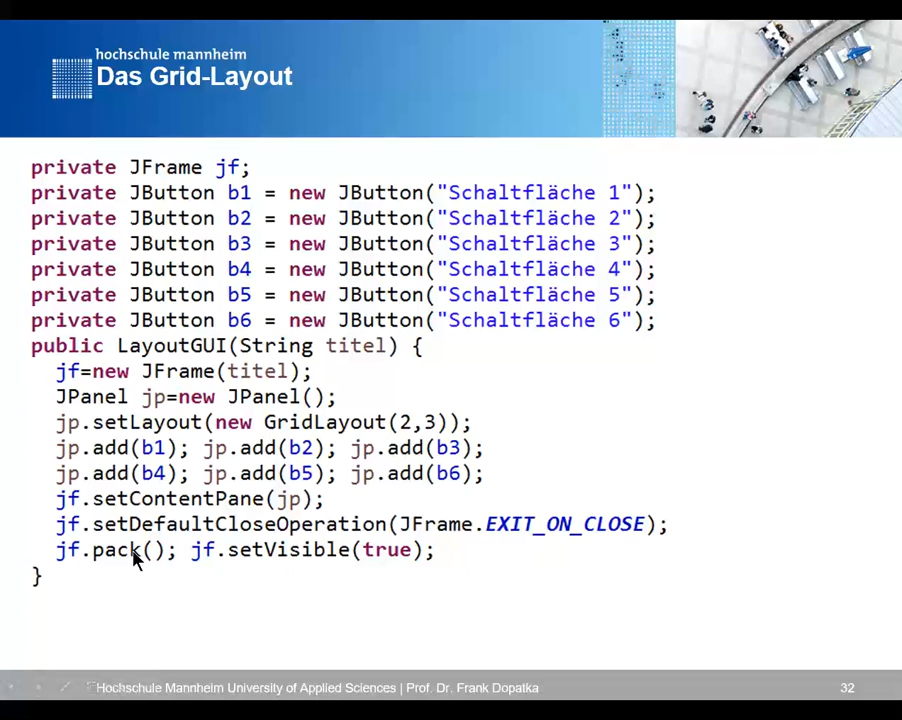 hochschule mannheim
Das Grid-Layout
private JFrame jf;
private JButton b1 = new JButton("Schaltfläche 1");
private JButton b2 = new JButton("Schaltfläche 2");
private JButton b3 = new JButton("Schaltfläche 3");
private JButton b4 = new JButton("Schaltfläche 4");
private JButton b5 = new JButton("Schaltfläche 5");
private JButton b6 = new JButton("Schaltfläche 6");
public LayoutGUI(String titel) {
jf=new JFrame(titel);
JPanel jp=new JPanel();
jp.setLayout(new GridLayout(2,3));
jp.add(b1); jp.add(b2); jp.add(b3);
jp.add(b4); jp.add(b5); jp.add(b6);
jf.setContentPane(jp);
jf.setDefaultCloseOperation(JFrame.EXIT_ON_CLOSE);
jf.pack(); jf.setVisible(true);
}
Hochschule Mannheim University of Applied Sciences | Prof. Dr. Frank Dopatka 32